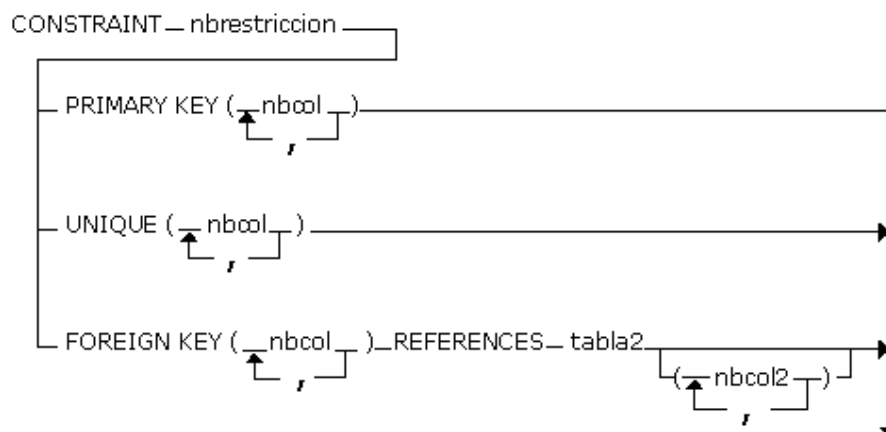 CONSTRAINT nbrestriccion
PRIMARY KEY ( nbcol )
,
UNIQUE ( nbcol )
,
FOREIGN KEY ( nbcol ) REFERENCES tabla2
( nbcol2 )
,
,